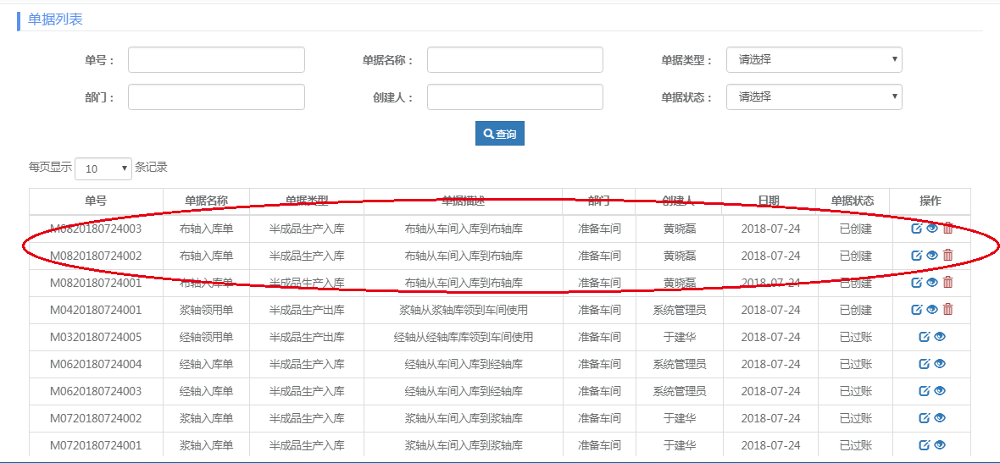 单据列表
单号： 单据名称： 单据类型： 请选择
部门： 创建人： 单据状态： 请选择
查询
每页显示 10 条记录
单号 单据名称 单据类型 单据描述 部门 创建人 日期 单据状态 操作
M0820180724003 布轴入库单 半成品生产入库 布轴从车间入库到布轴库 准备车间 黄晓磊 2018-07-24 已创建
M0820180724002 布轴入库单 半成品生产入库 布轴从车间入库到布轴库 准备车间 黄晓磊 2018-07-24 已创建
M0820180724001 布轴入库单 半成品生产入库 布轴从车间入库到布轴库 准备车间 黄晓磊 2018-07-24 已创建
M0420180724001 浆轴领用单 半成品生产出库 浆轴从浆轴库领到车间使用 准备车间 系统管理员 2018-07-24 已创建
M0320180724005 经轴领用单 半成品生产出库 经轴从经轴库库领到车间使用 准备车间 于建华 2018-07-24 已过账
M0620180724004 经轴入库单 半成品生产入库 经轴从车间入库到经轴库 准备车间 系统管理员 2018-07-24 已过账
M0620180724003 经轴入库单 半成品生产入库 经轴从车间入库到经轴库 准备车间 系统管理员 2018-07-24 已过账
M0720180724002 浆轴入库单 半成品生产入库 浆轴从车间入库到浆轴库 准备车间 于建华 2018-07-24 已过账
M0720180724001 浆轴入库单 半成品生产入库 浆轴从车间入库到浆轴库 准备车间 于建华 2018-07-24 已过账